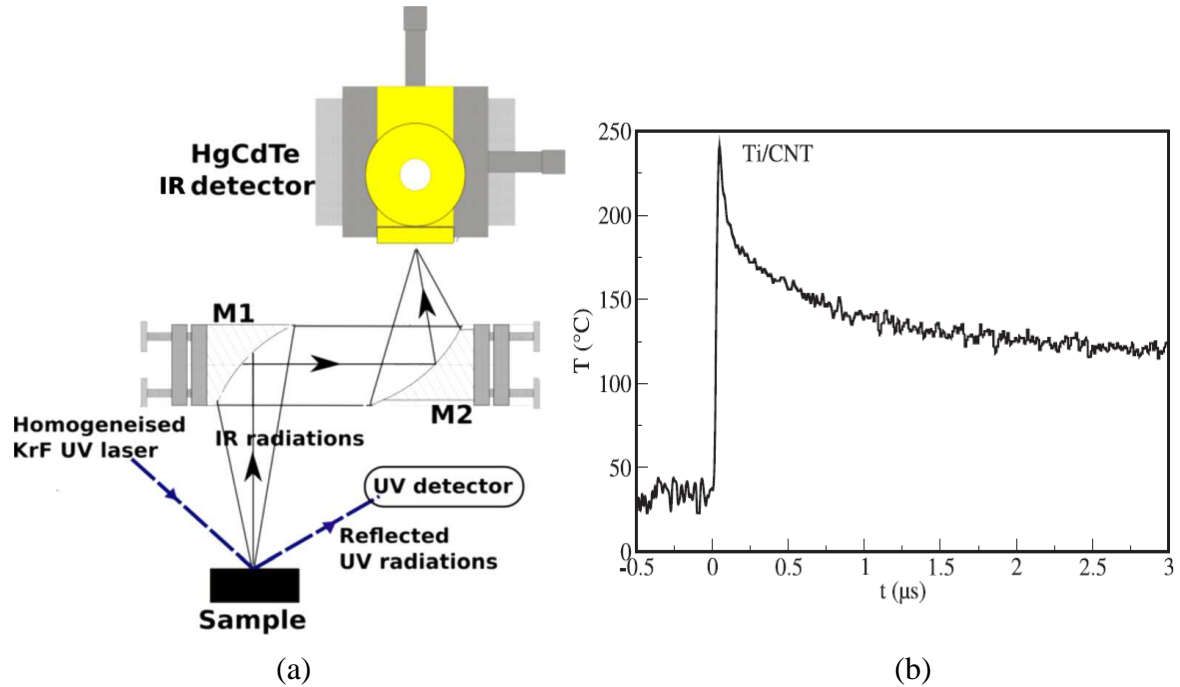 HgCdTe
IR detector
M1
M2
Homogeneised
KrF UV laser
IR radiations
UV detector
Reflected
UV radiations
Sample
(a)
250
200
150
100
50
0
Ti/CNT
T (°C)
-0.5 0 0.5 1 1.5 2 2.5 3
t (μs)
(b)